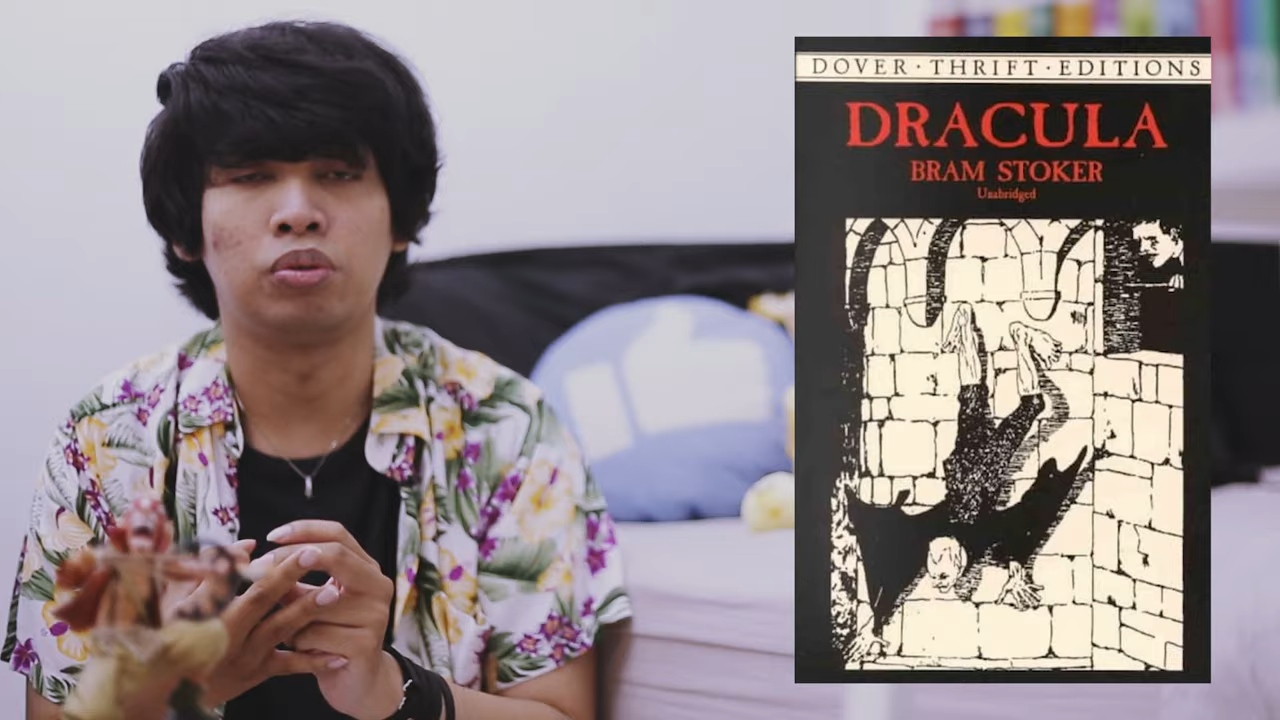 DOVER · THRIFT · EDITIONS
DRACULA
BRAM STOKER
Unabridged